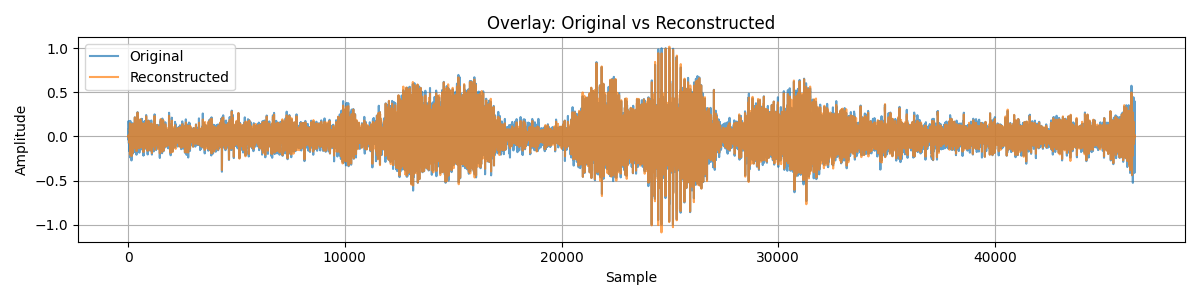 Overlay: Original vs Reconstructed
Original
Reconstructed
Amplitude
1.0
0.5
0.0
−0.5
−1.0
0 10000 20000 30000 40000
Sample